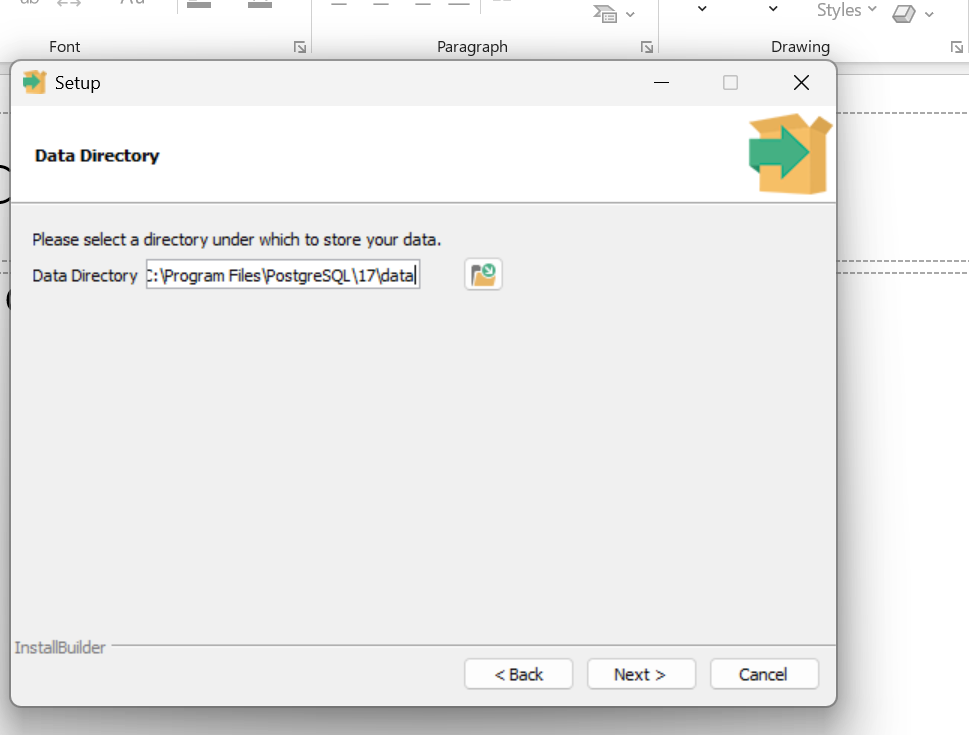 Styles
Font
Paragraph
Drawing
Setup
Data Directory
Please select a directory under which to store your data.
Data Directory C:\Program Files\PostgreSQL\17\data
InstallBuilder
< Back
Next >
Cancel